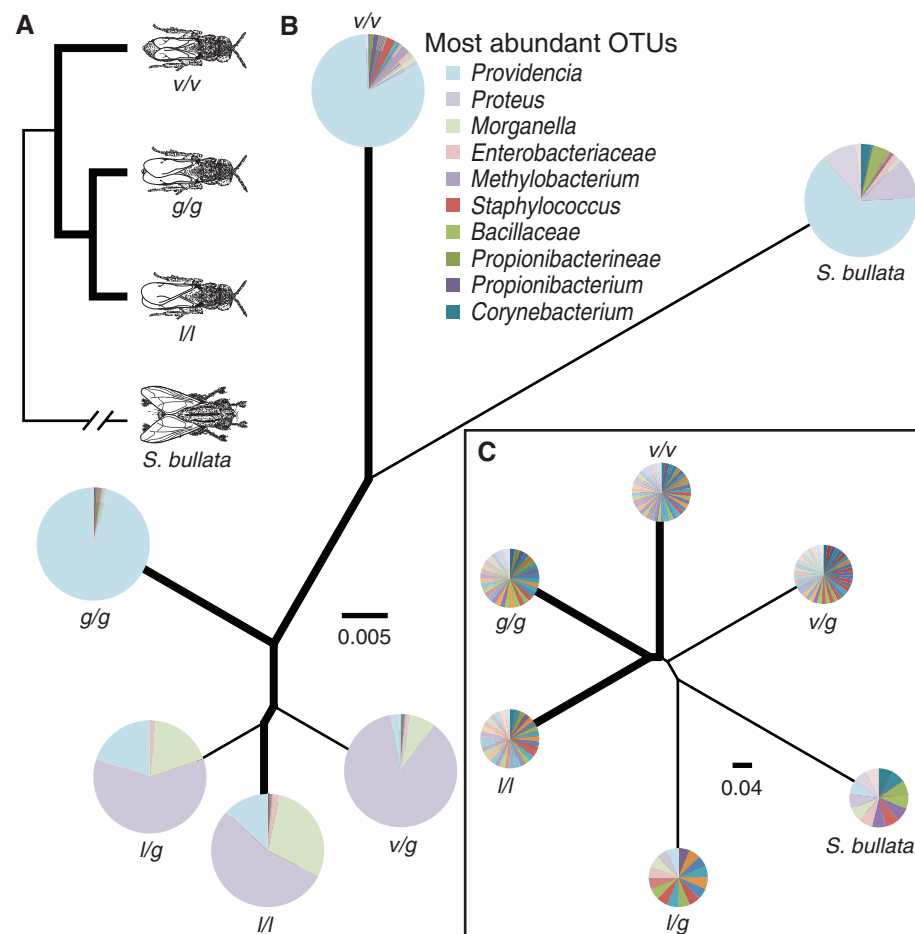 A
v/v
g/g
l/l
S. bullata
B
v/v
Most abundant OTUs
Providencia
Proteus
Morganella
Enterobacteriaceae
Methylobacterium
Staphylococcus
Bacillaceae
Propionibacterineae
Propionibacterium
Corynebacterium
S. bullata
g/g
0.005
l/g
l/l
v/g
C
v/v
g/g
v/g
l/l
0.04
S. bullata
l/g